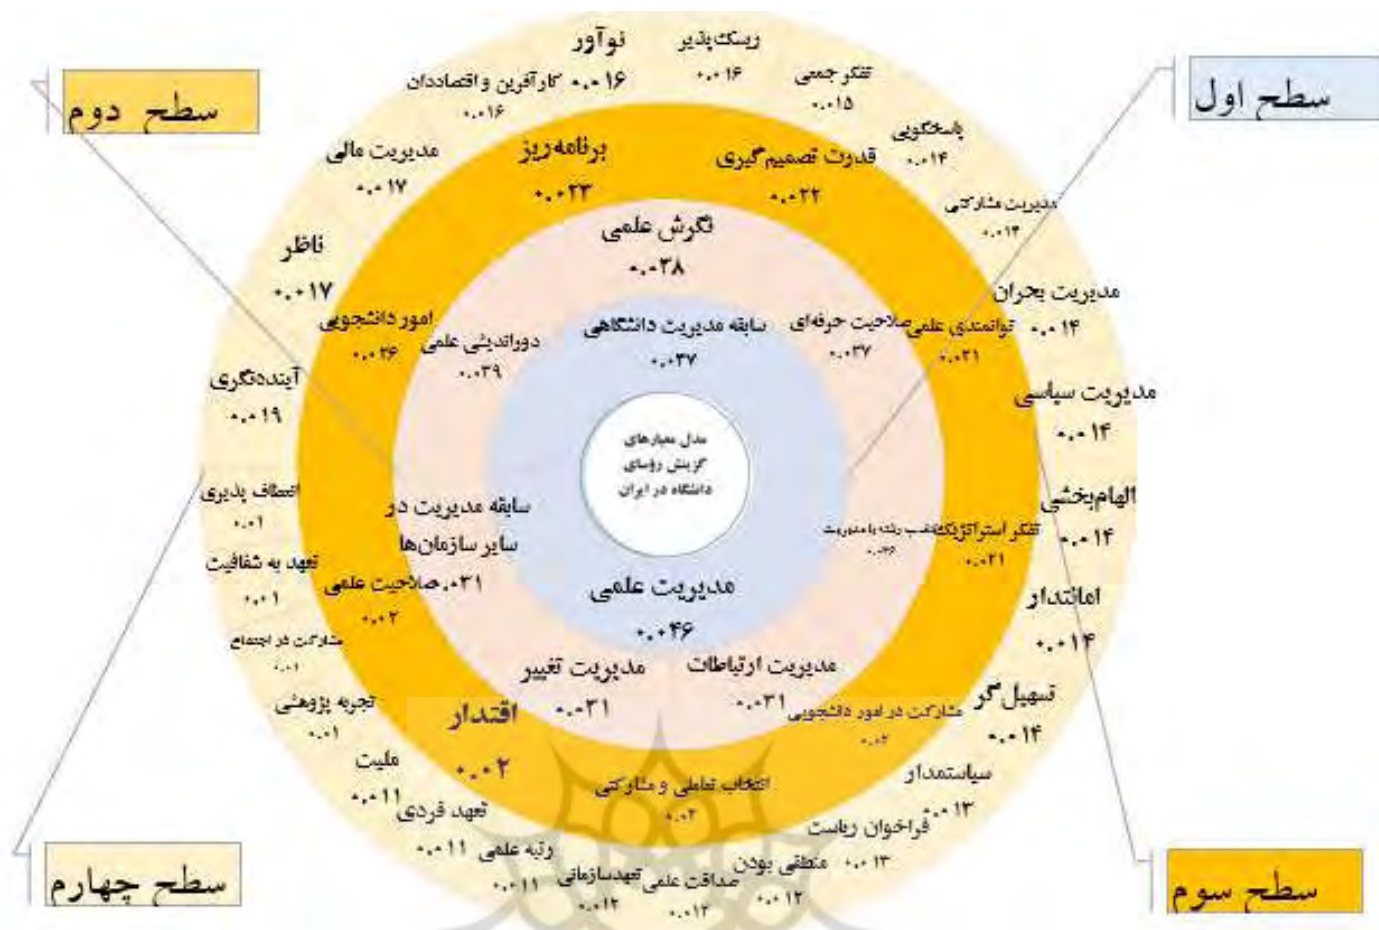 سطح اول
سطح دوم
سطح سوم
سطح چهارم
مدل معیارهای
گزینش رؤسای
دانشگاه در ایران
سابقه مدیریت دانشگاهی
۰.۰۳۷
مدیریت علمی
۰.۰۴۶
نگرش علمی
۰.۰۳۸
صلاحیت حرفه‌ای
۰.۰۳۷
مدیریت ارتباطات
۰.۰۳۱
مدیریت تغییر
۰.۰۳۱
سابقه مدیریت در
سایر سازمان‌ها
۰.۰۳۱
دوراندیشی علمی
۰.۰۳۹
قدرت تصمیم‌گیری
۰.۰۲۲
توانمندی علمی
۰.۰۲۱
تفکر استراتژیک
۰.۰۲۱
مشارکت در امور دانشجویی
۰.۰۲
انتخاب تعاملی و مشارکتی
۰.۰۲
اقتدار
۰.۰۲
صلاحیت علمی
۰.۰۲
امور دانشجویی
۰.۰۲۶
برنامه‌ریز
۰.۰۲۳
ریسک‌پذیر
۰.۰۱۶
تفکر جمعی
۰.۰۱۵
پاسخگویی
۰.۰۱۴
مدیریت مشارکتی
۰.۰۱۴
مدیریت بحران
۰.۰۱۴
مدیریت سیاسی
۰.۰۱۴
الهام‌بخشی
۰.۰۱۴
امانتدار
۰.۰۱۴
تسهیل‌گر
۰.۰۱۴
سیاستمدار
۰.۰۱۳
فراخوان ریاست
۰.۰۱۳
منطقی بودن
۰.۰۱۲
صداقت علمی
۰.۰۱۲
تعهدسازمانی
۰.۰۱۲
رتبه علمی
۰.۰۱۱
تعهد فردی
۰.۰۱۱
ملیت
۰.۰۱۱
تجربه پژوهشی
۰.۰۱
مشارکت در اجتماع
۰.۰۱
تعهد به شفافیت
۰.۰۱
انعطاف پذیری
۰.۰۱
آینده‌نگری
۰.۰۱۹
ناظر
۰.۰۱۷
مدیریت مالی
۰.۰۱۷
کارآفرین و اقتصاددان
۰.۰۱۶
نوآور
۰.۰۱۶